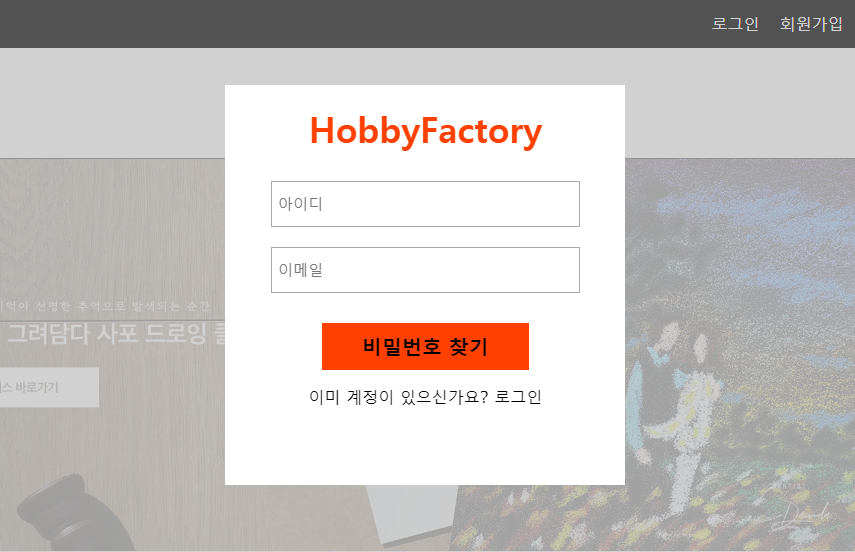 로그인 회원가입
HobbyFactory
아이디
이메일
억이 선명한 추억으로 발색되는 순간
그려담다 사포 드로잉 클
스 바로가기
비밀번호 찾기
이미 계정이 있으신가요? 로그인